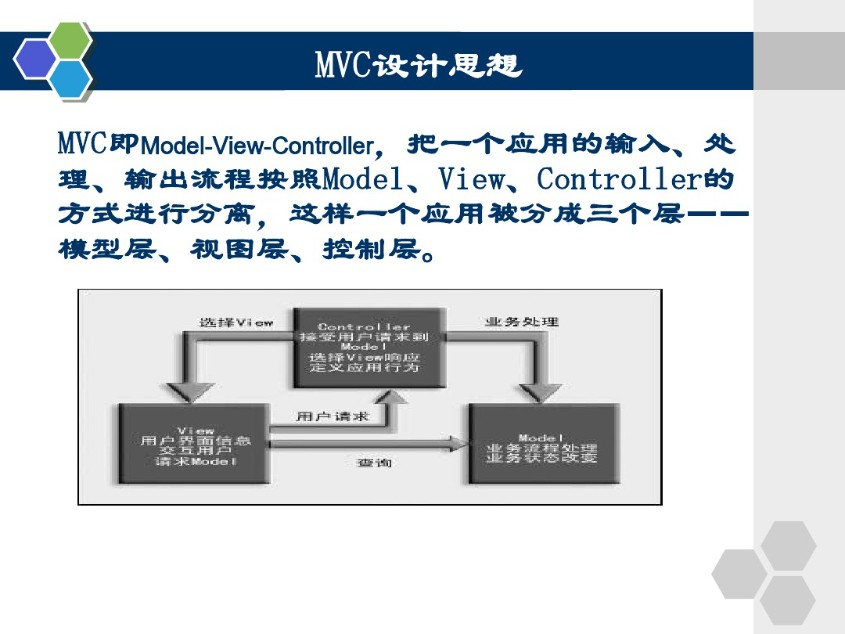 MVC设计思想
MVC即Model-View-Controller，把一个应用的输入、处
理、输出流程按照Model、View、Controller的
方式进行分离，这样一个应用被分成三个层——
模型层、视图层、控制层。
选择View
Controller
接受用户请求到
Model
选择View响应
定义应用行为
业务处理
用户请求
View
用户界面信息
交互用户
请求Model
查询
Model
业务流程处理
业务状态改变